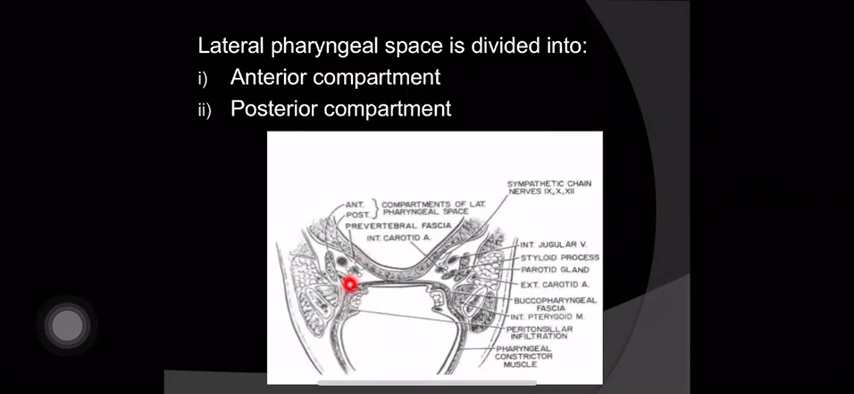 Lateral pharyngeal space is divided into:
i) Anterior compartment
ii) Posterior compartment
SYMPATHETIC CHAIN
NERVES IX, X, XII
ANT. } COMPARTMENTS OF LAT.
POST. } PHARYNGEAL SPACE
PREVERTEBRAL FASCIA
INT. CAROTID A.
INT. JUGULAR V.
STYLOID PROCESS
PAROTID GLAND
EXT. CAROTID A.
BUCCOPHARYNGEAL
FASCIA
INT. PTERYGOID M.
PERITONSILLAR
INFILTRATION
PHARYNGEAL
CONSTRICTOR
MUSCLE